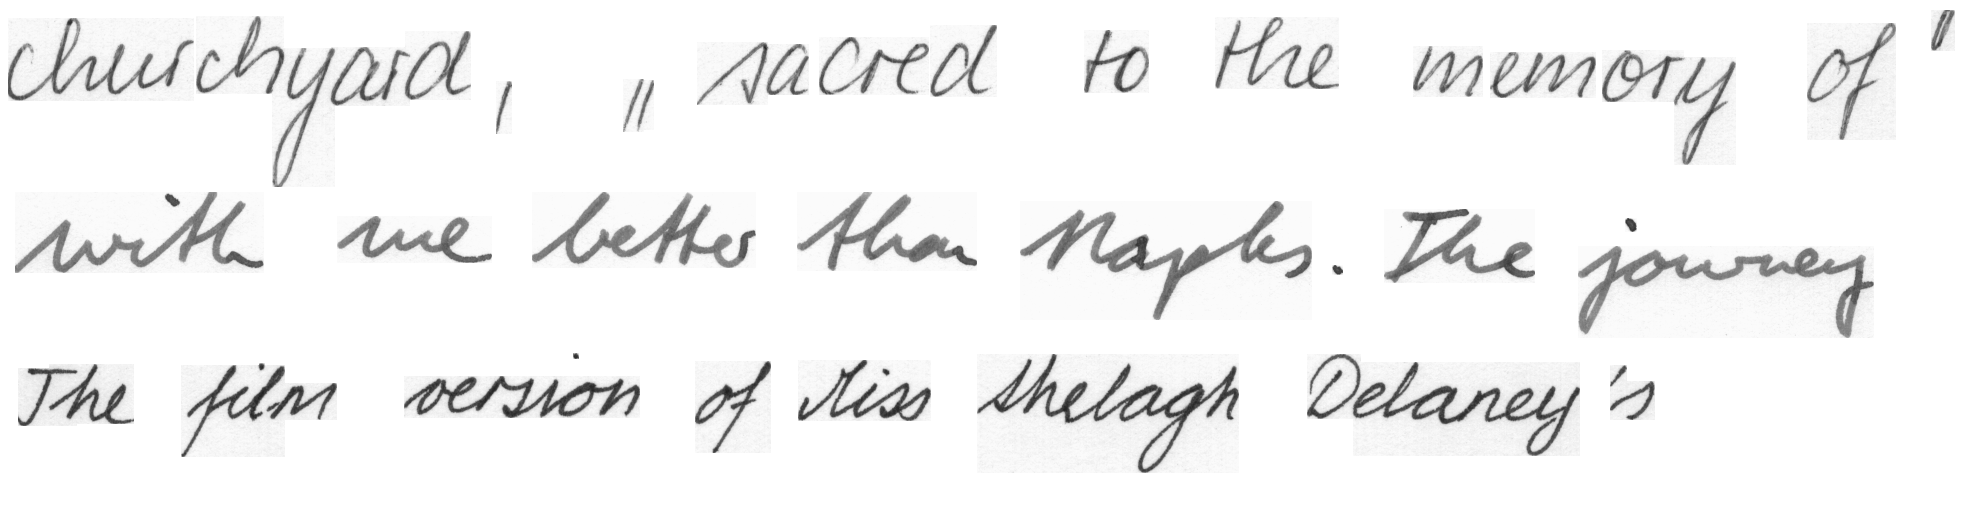 churchyard, „ sacred to the memory of "
with me better than Naples. The journey
The film version of Miss Shelagh Delaney's